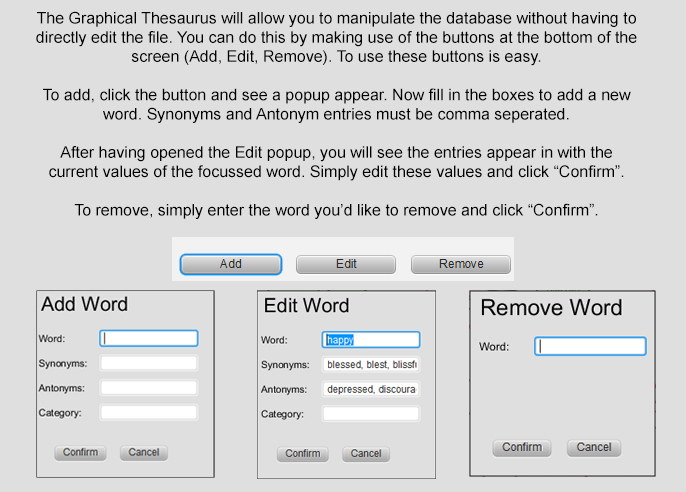 The Graphical Thesaurus will allow you to manipulate the database without having to
directly edit the file. You can do this by making use of the buttons at the bottom of the
screen (Add, Edit, Remove). To use these buttons is easy.
To add, click the button and see a popup appear. Now fill in the boxes to add a new
word. Synonyms and Antonym entries must be comma seperated.
After having opened the Edit popup, you will see the entries appear in with the
current values of the focussed word. Simply edit these values and click “Confirm”.
To remove, simply enter the word you’d like to remove and click “Confirm”.
Add Edit Remove
Add Word
Word:
Synonyms:
Antonyms:
Category:
Confirm Cancel
Edit Word
Word: happy
Synonyms: blessed, blest, blissf
Antonyms: depressed, discoura
Category:
Confirm Cancel
Remove Word
Word:
Confirm Cancel